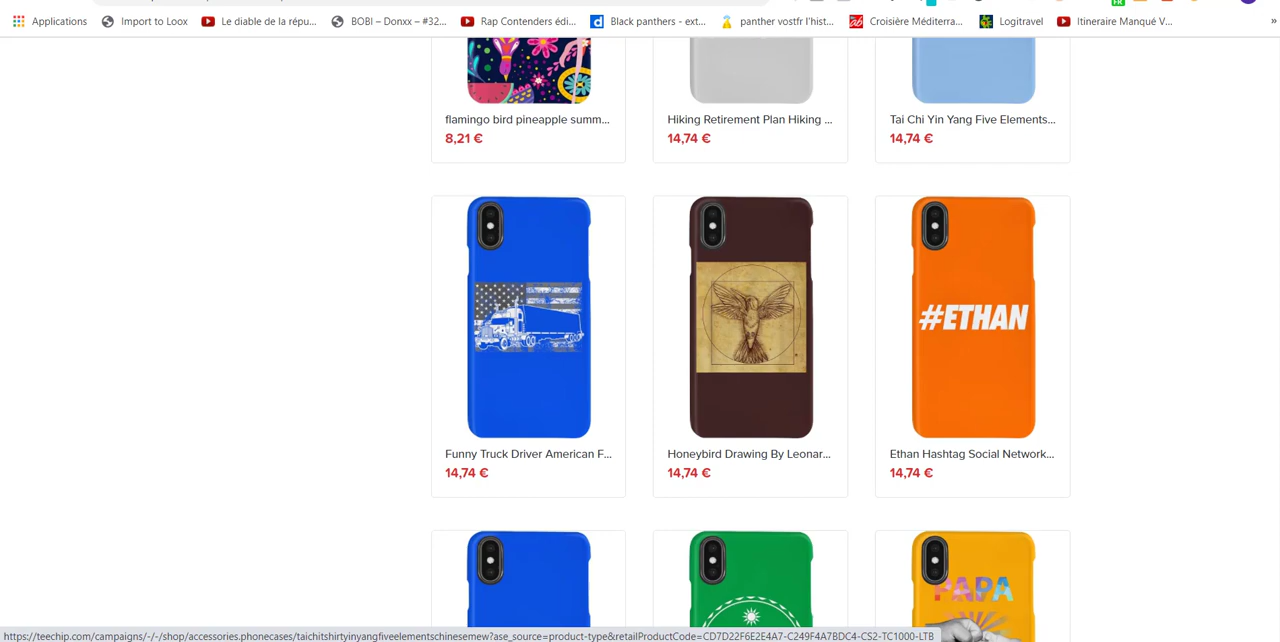 Applications
Import to Loox
Le diable de la répu...
BOBI – Donxx – #32...
Rap Contenders édi...
Black panthers - ext...
panther vostfr l'hist...
Croisière Méditerra...
Logitravel
Itineraire Manqué V...
»
flamingo bird pineapple summ...
8,21 €
Hiking Retirement Plan Hiking ...
14,74 €
Tai Chi Yin Yang Five Elements...
14,74 €
#ETHAN
Funny Truck Driver American F...
14,74 €
Honeybird Drawing By Leonar...
14,74 €
Ethan Hashtag Social Network...
14,74 €
PAPA
https://teechip.com/campaigns/-/-/shop/accessories.phonecases/taichitshirtyinyangfiveelementschinesemew?ase_source=product-type&retailProductCode=CD7D22F6E2E4A7-C249F4A7BDC4-CS2-TC1000-LTB